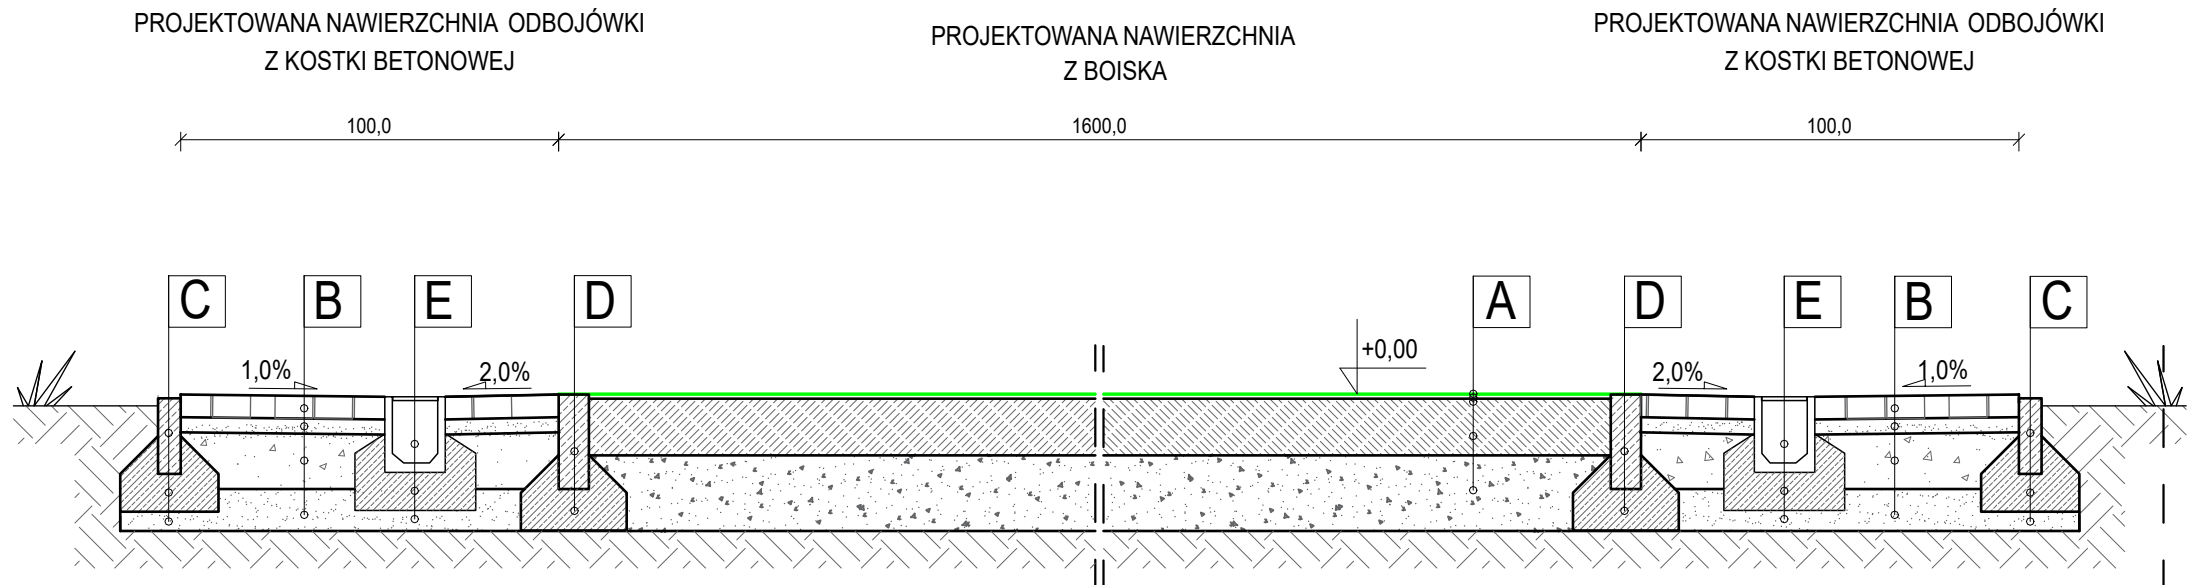 PROJEKTOWANA NAWIERZCHNIA ODBOJÓWKI
Z KOSTKI BETONOWEJ
PROJEKTOWANA NAWIERZCHNIA
Z BOISKA
PROJEKTOWANA NAWIERZCHNIA ODBOJÓWKI
Z KOSTKI BETONOWEJ
100,0
1600,0
100,0
C
B
E
D
A
D
E
B
C
+0,00
1,0%
2,0%
2,0%
1,0%